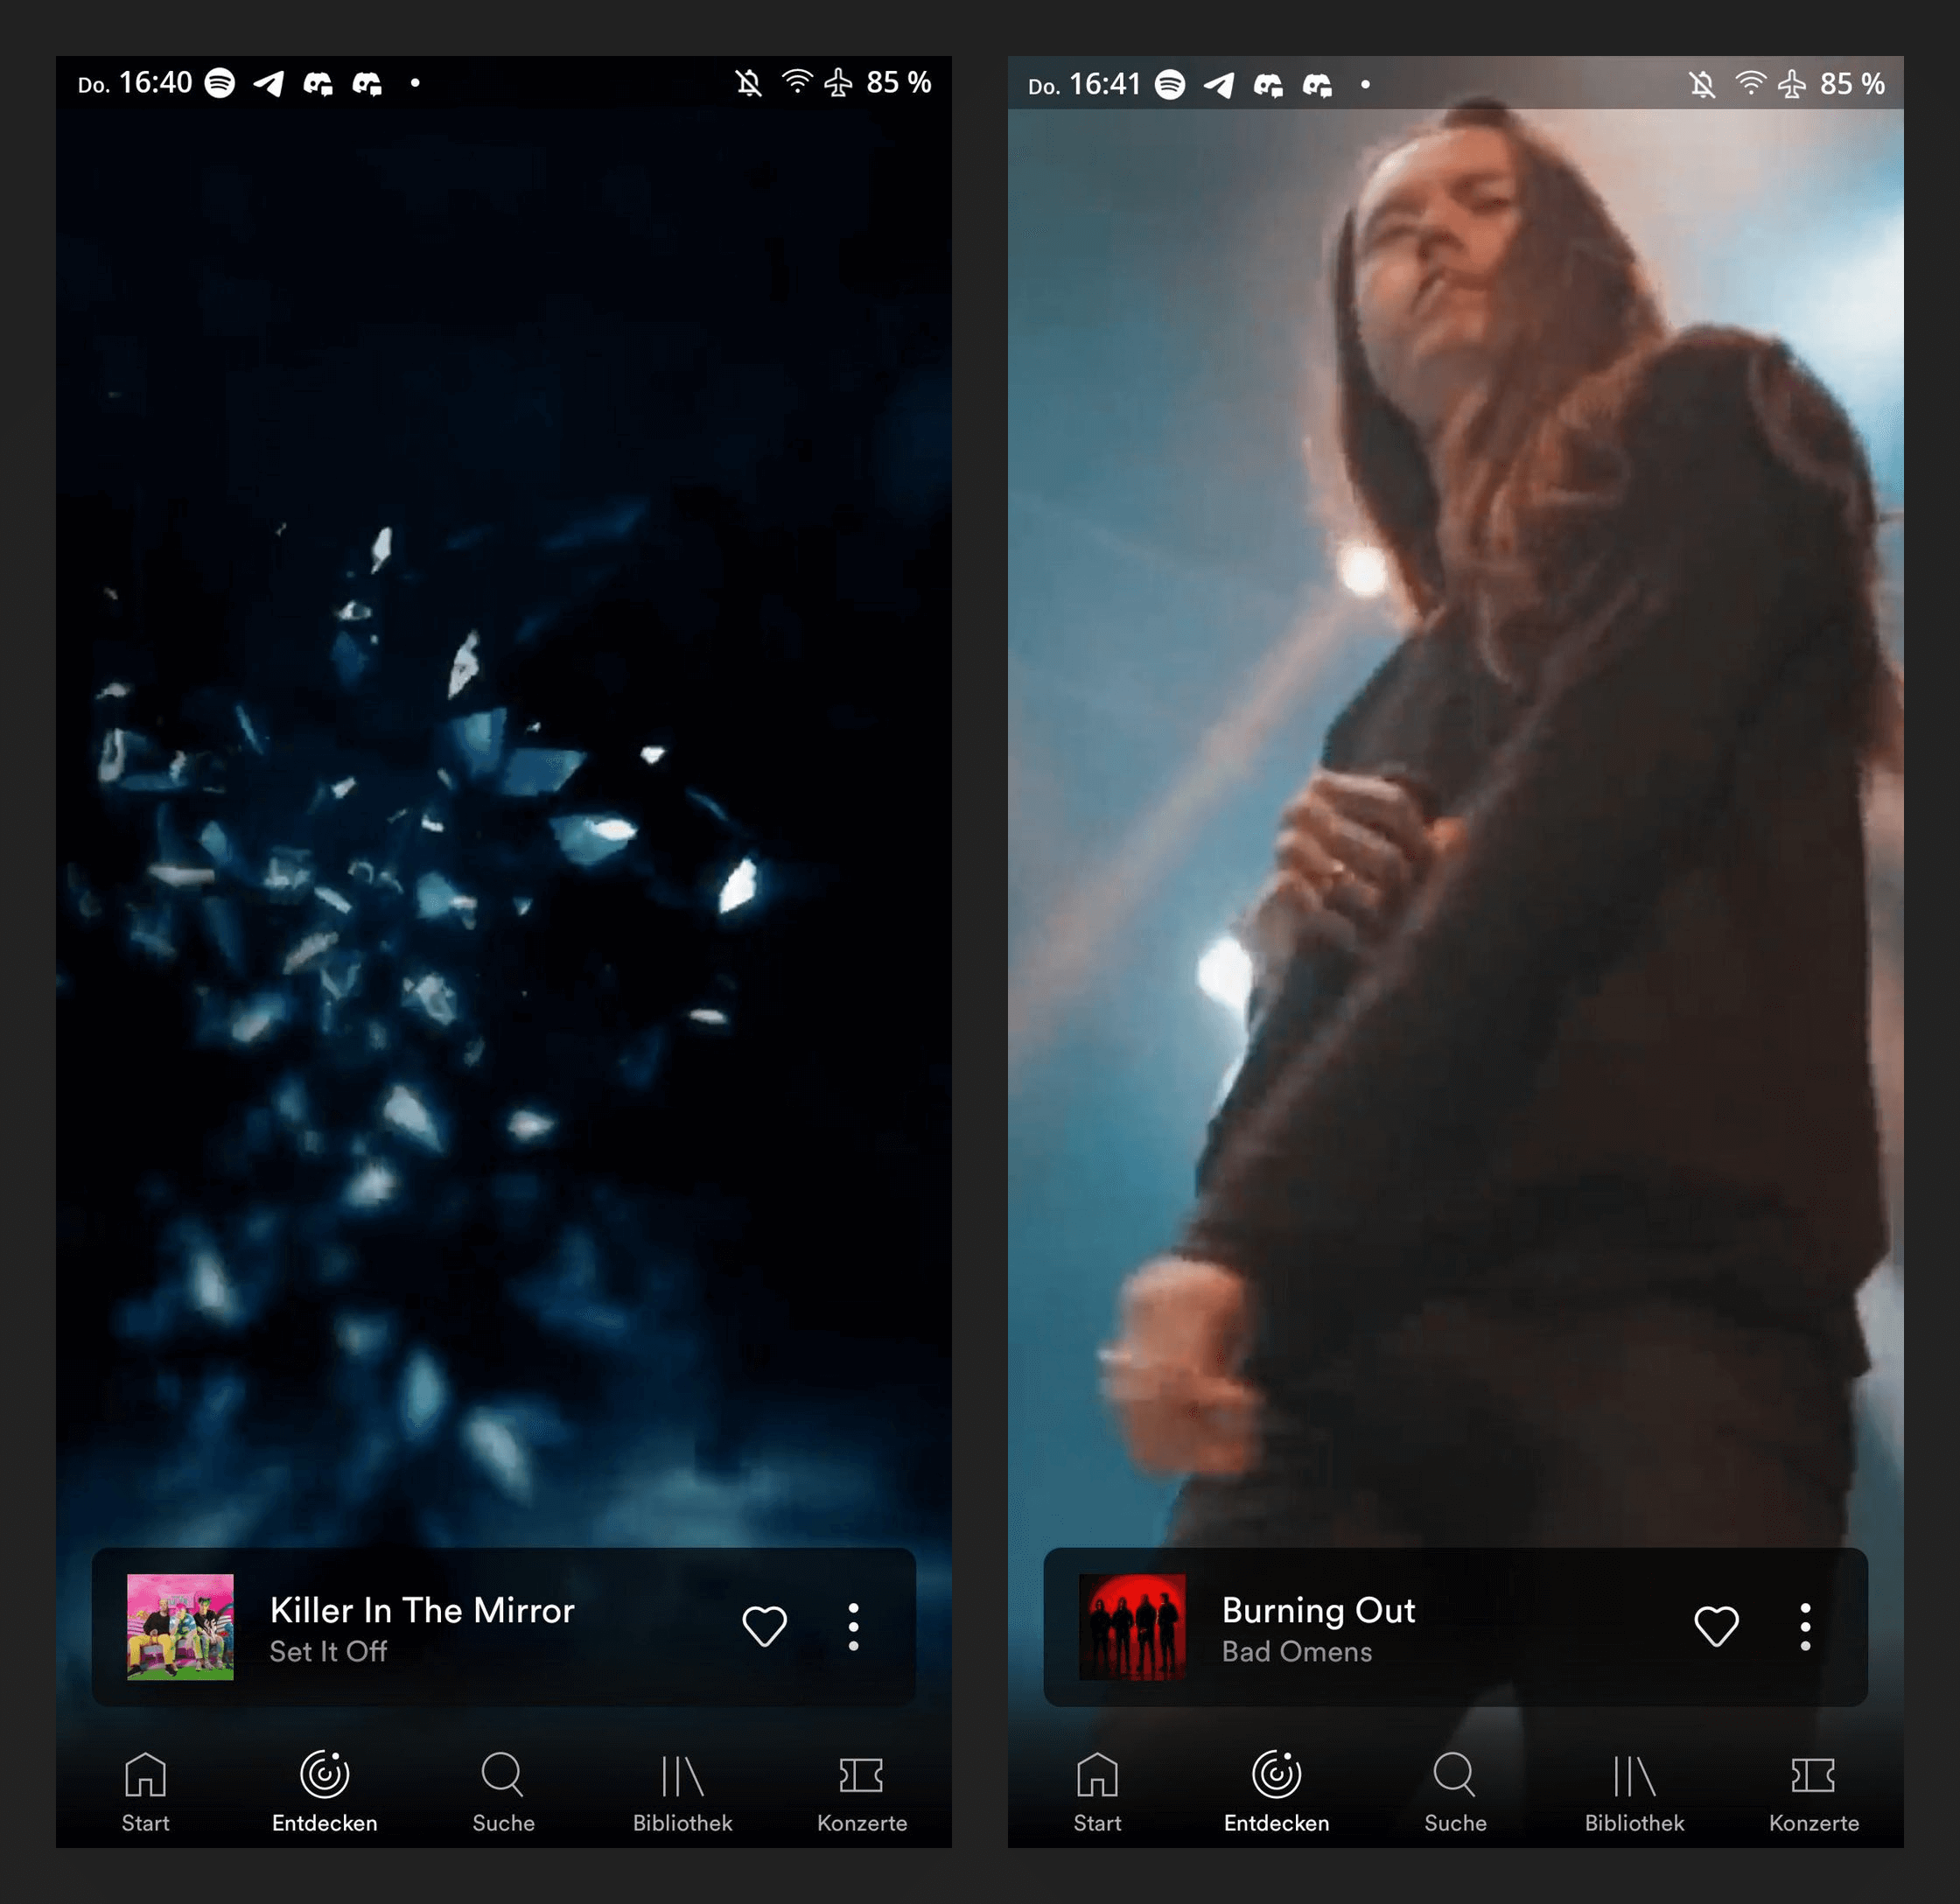 Do. 16:40 85 %
Killer In The Mirror
Set It Off
Start Entdecken Suche Bibliothek Konzerte
Do. 16:41 85 %
Burning Out
Bad Omens
Start Entdecken Suche Bibliothek Konzerte